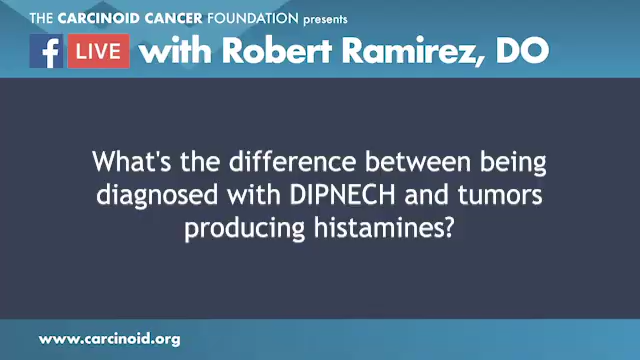 THE CARCINOID CANCER FOUNDATION presents
f LIVE with Robert Ramirez, DO
What's the difference between being
diagnosed with DIPNECH and tumors
producing histamines?
www.carcinoid.org